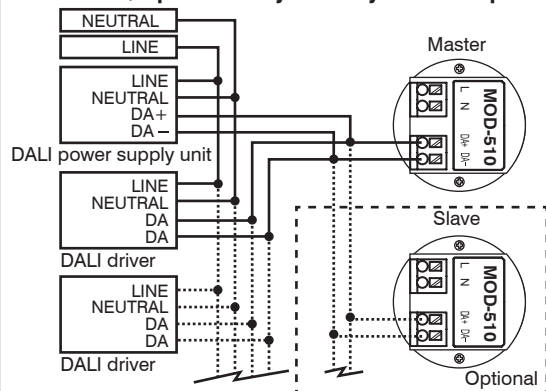 NEUTRAL
LINE
LINE
NEUTRAL
DA+
DA−
DALI power supply unit
LINE
NEUTRAL
DA
DA
DALI driver
LINE
NEUTRAL
DA
DA
DALI driver
Master
L
N
DA+
DA−
MOD-510
Slave
L
N
DA+
DA−
MOD-510
Optional